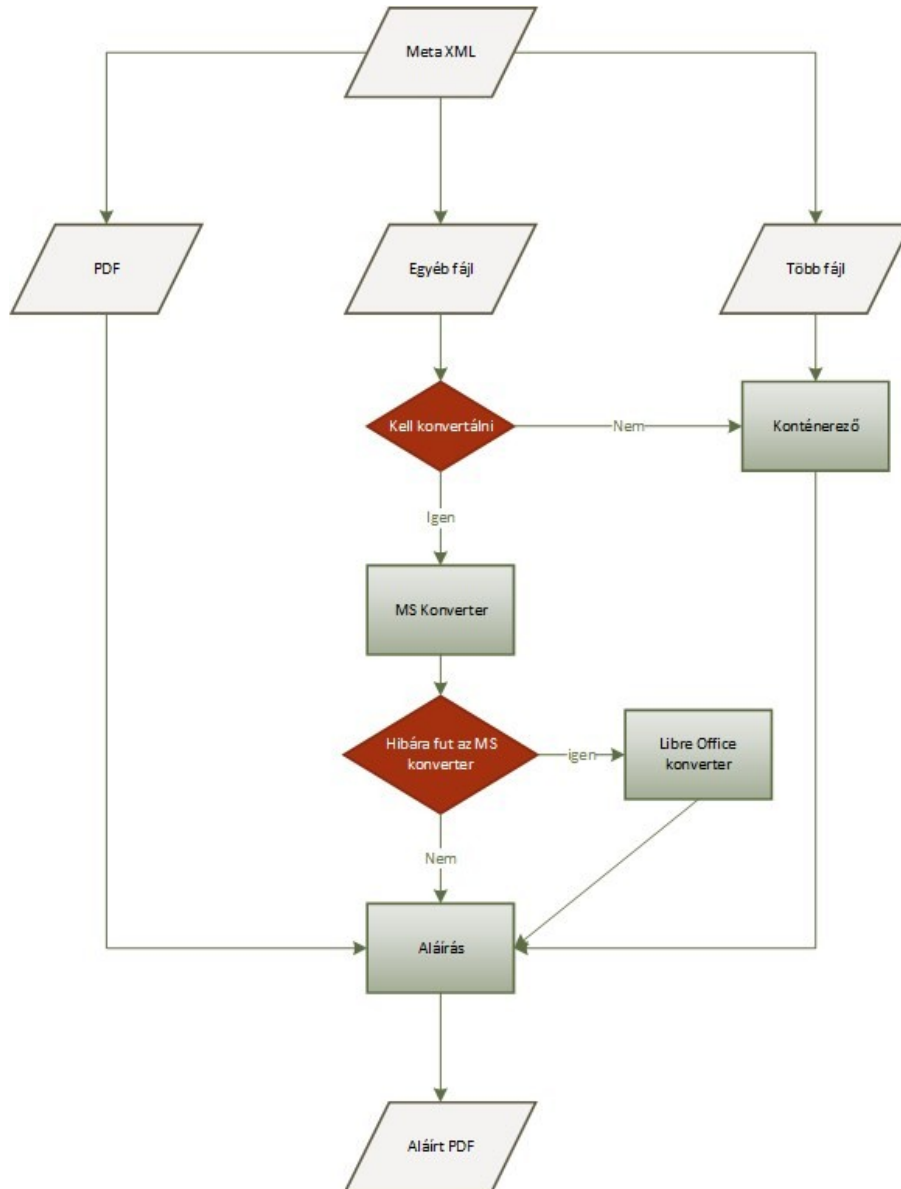 Meta XML
PDF
Egyéb fájl
Több fájl
Kell konvertálni
Nem
Konténerező
Igen
MS Konverter
Hibára fut az MS
konverter
igen
Libre Office
konverter
Nem
Aláírás
Aláírt PDF